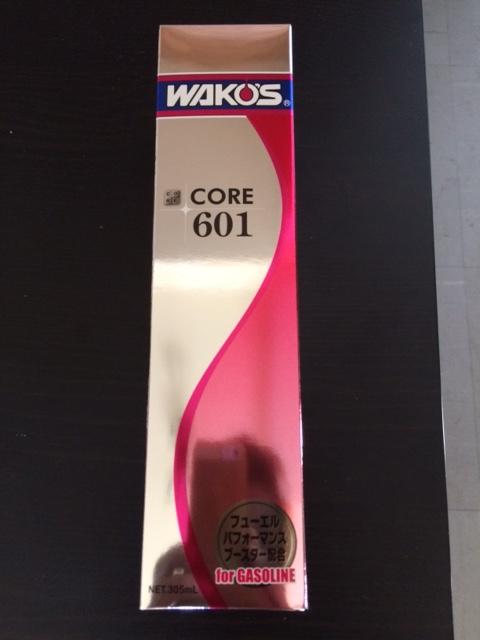 WAKO'S®
CORE
601
フューエル
パフォーマンス
ブースター配合
for GASOLINE
NET.305mL